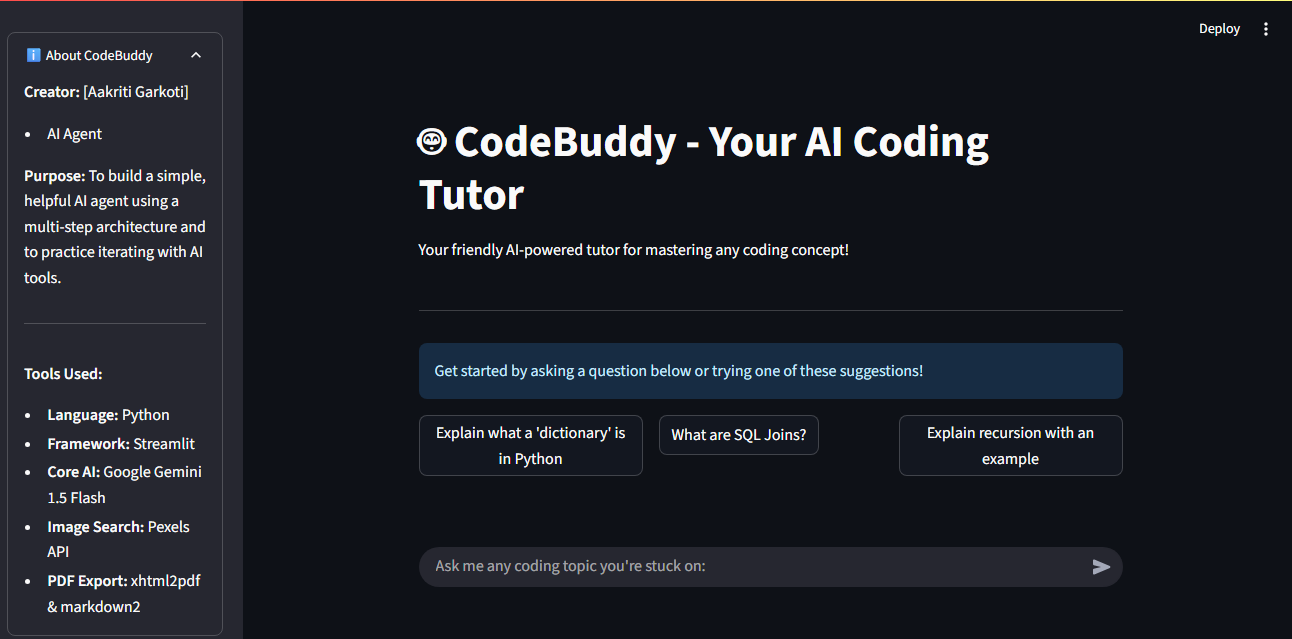 About CodeBuddy
Creator: [Aakriti Garkoti]
AI Agent
Purpose: To build a simple,
helpful AI agent using a
multi-step architecture and
to practice iterating with AI
tools.
Tools Used:
Language: Python
Framework: Streamlit
Core AI: Google Gemini
1.5 Flash
Image Search: Pexels
API
PDF Export: xhtml2pdf
& markdown2
Deploy
CodeBuddy - Your AI Coding
Tutor
Your friendly AI-powered tutor for mastering any coding concept!
Get started by asking a question below or trying one of these suggestions!
Explain what a 'dictionary' is
in Python
What are SQL Joins?
Explain recursion with an
example
Ask me any coding topic you're stuck on: